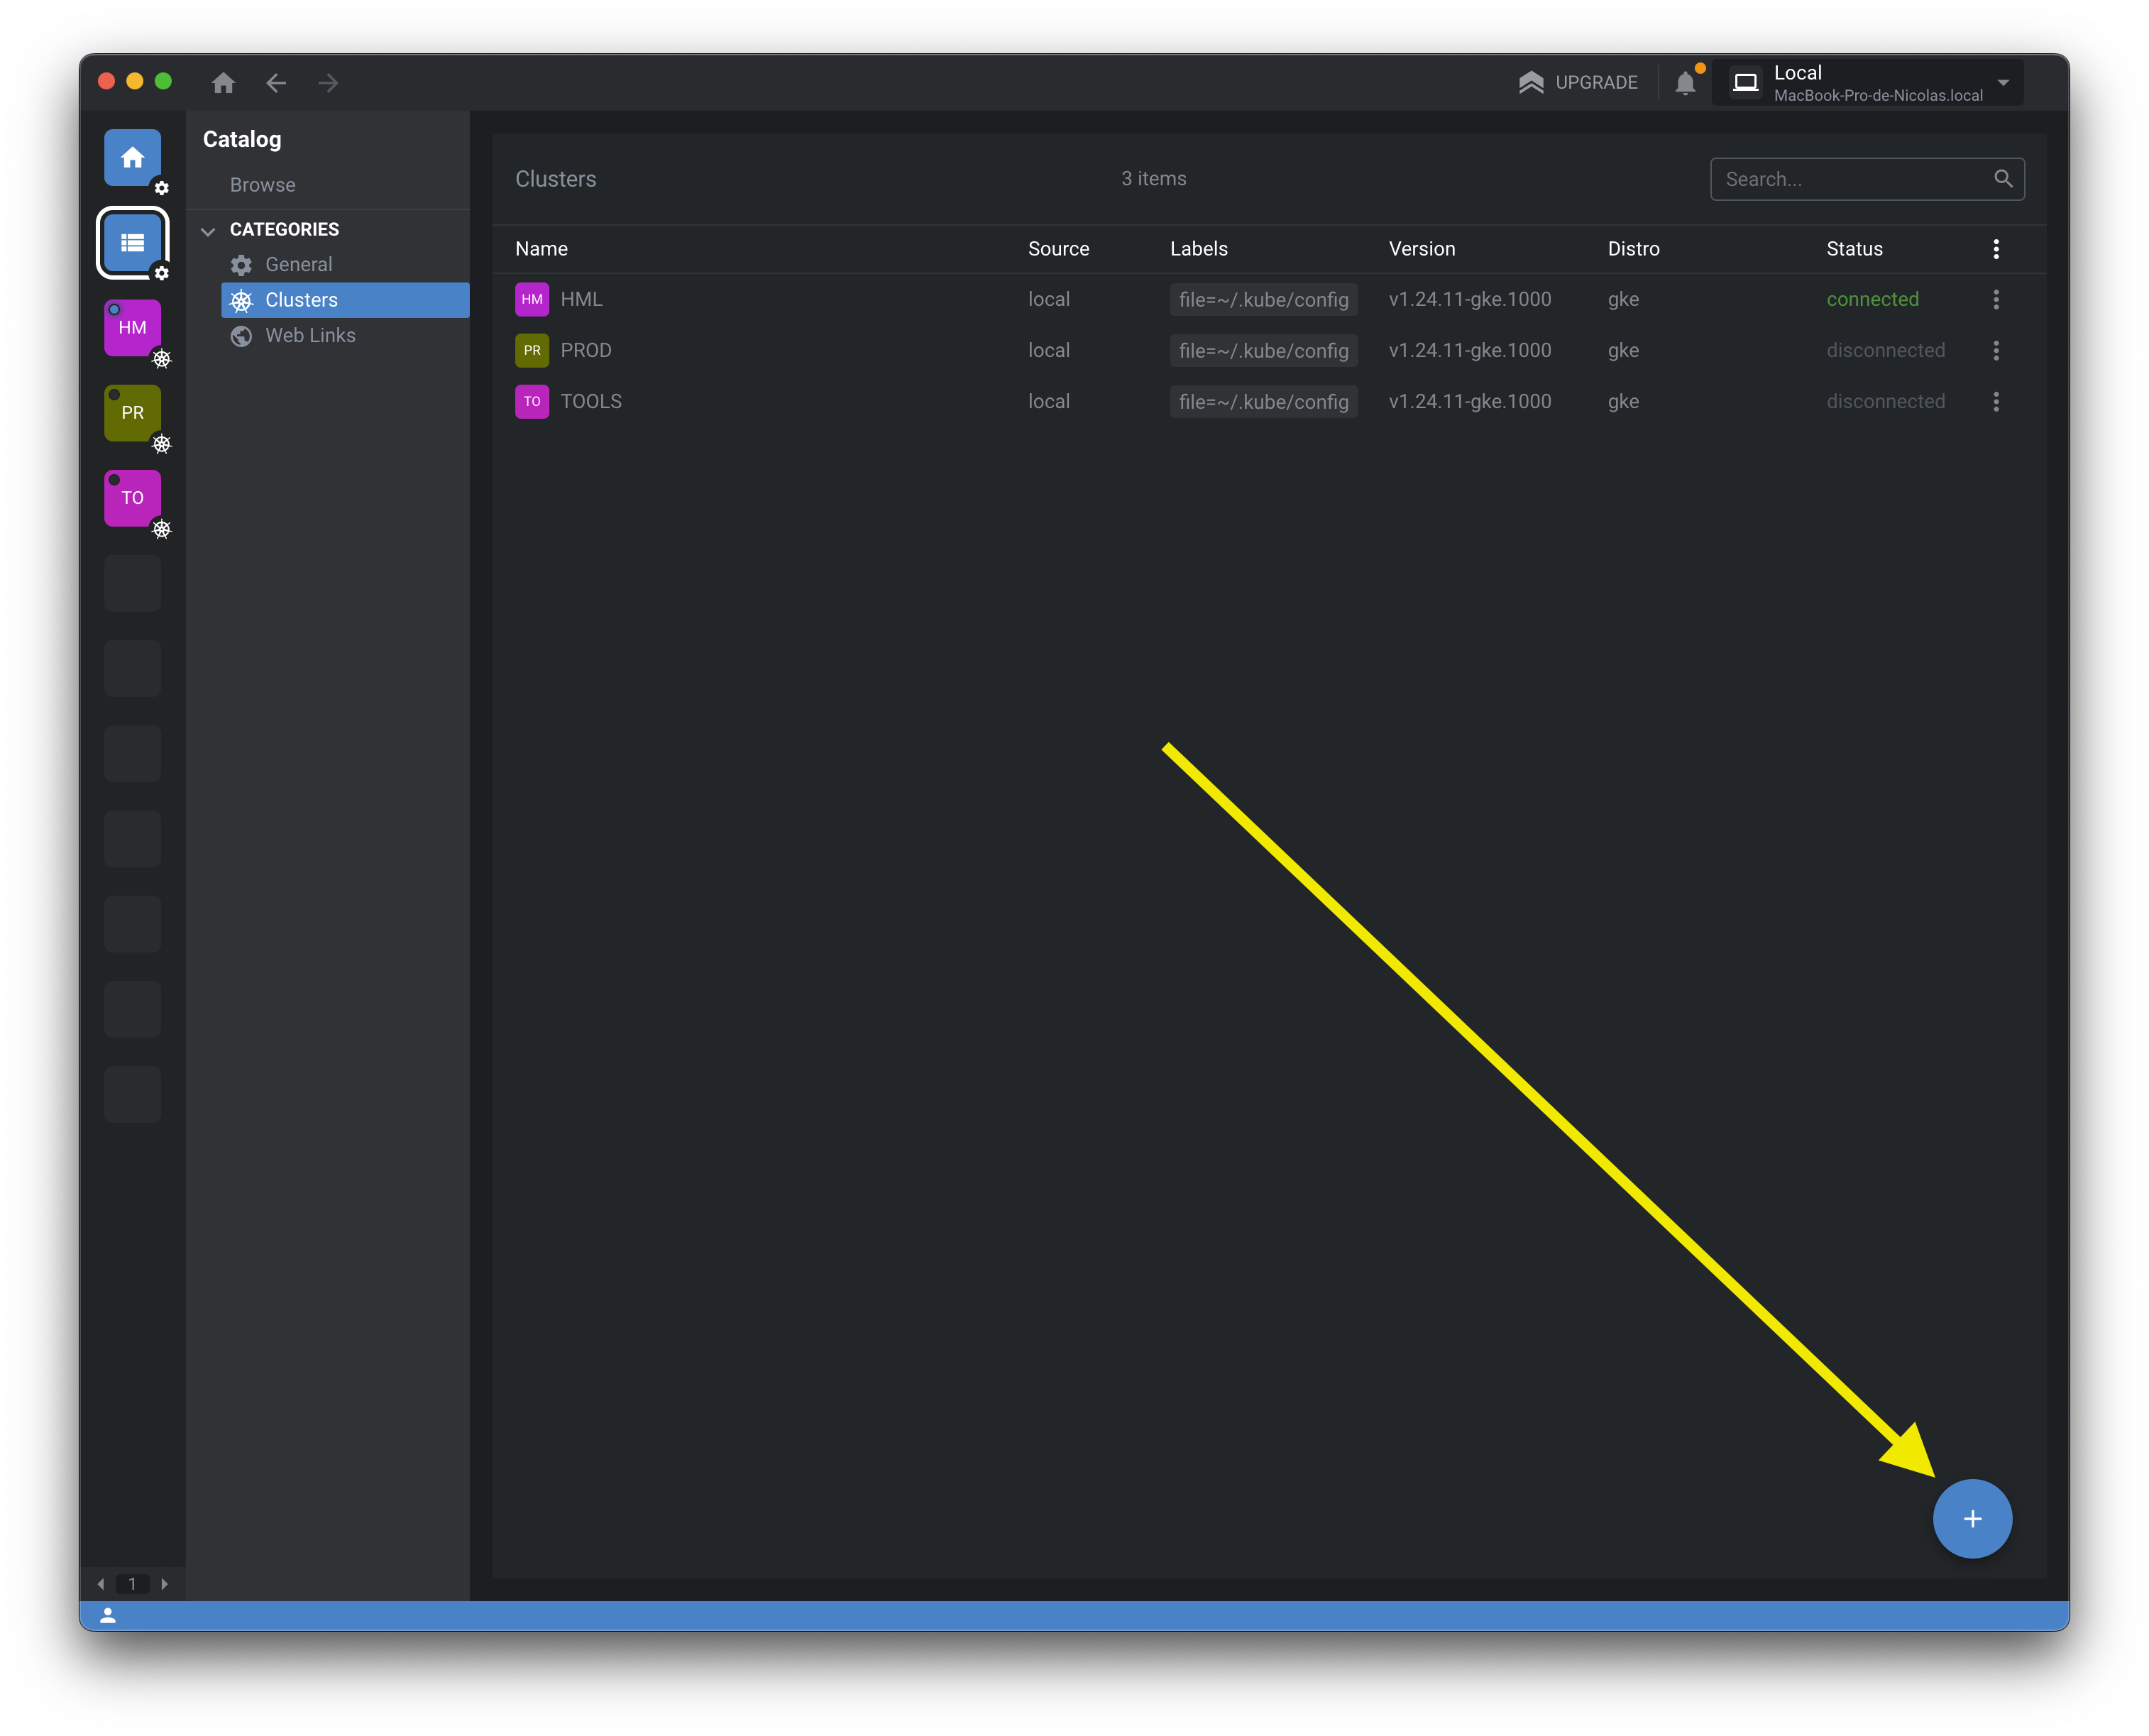 UPGRADE
Local
MacBook-Pro-de-Nicolas.local
Catalog
Browse
CATEGORIES
General
Clusters
Web Links
HM
PR
TO
1
Clusters 3 items Search...
Name Source Labels Version Distro Status
HM HML local file=~/.kube/config v1.24.11-gke.1000 gke connected
PR PROD local file=~/.kube/config v1.24.11-gke.1000 gke disconnected
TO TOOLS local file=~/.kube/config v1.24.11-gke.1000 gke disconnected